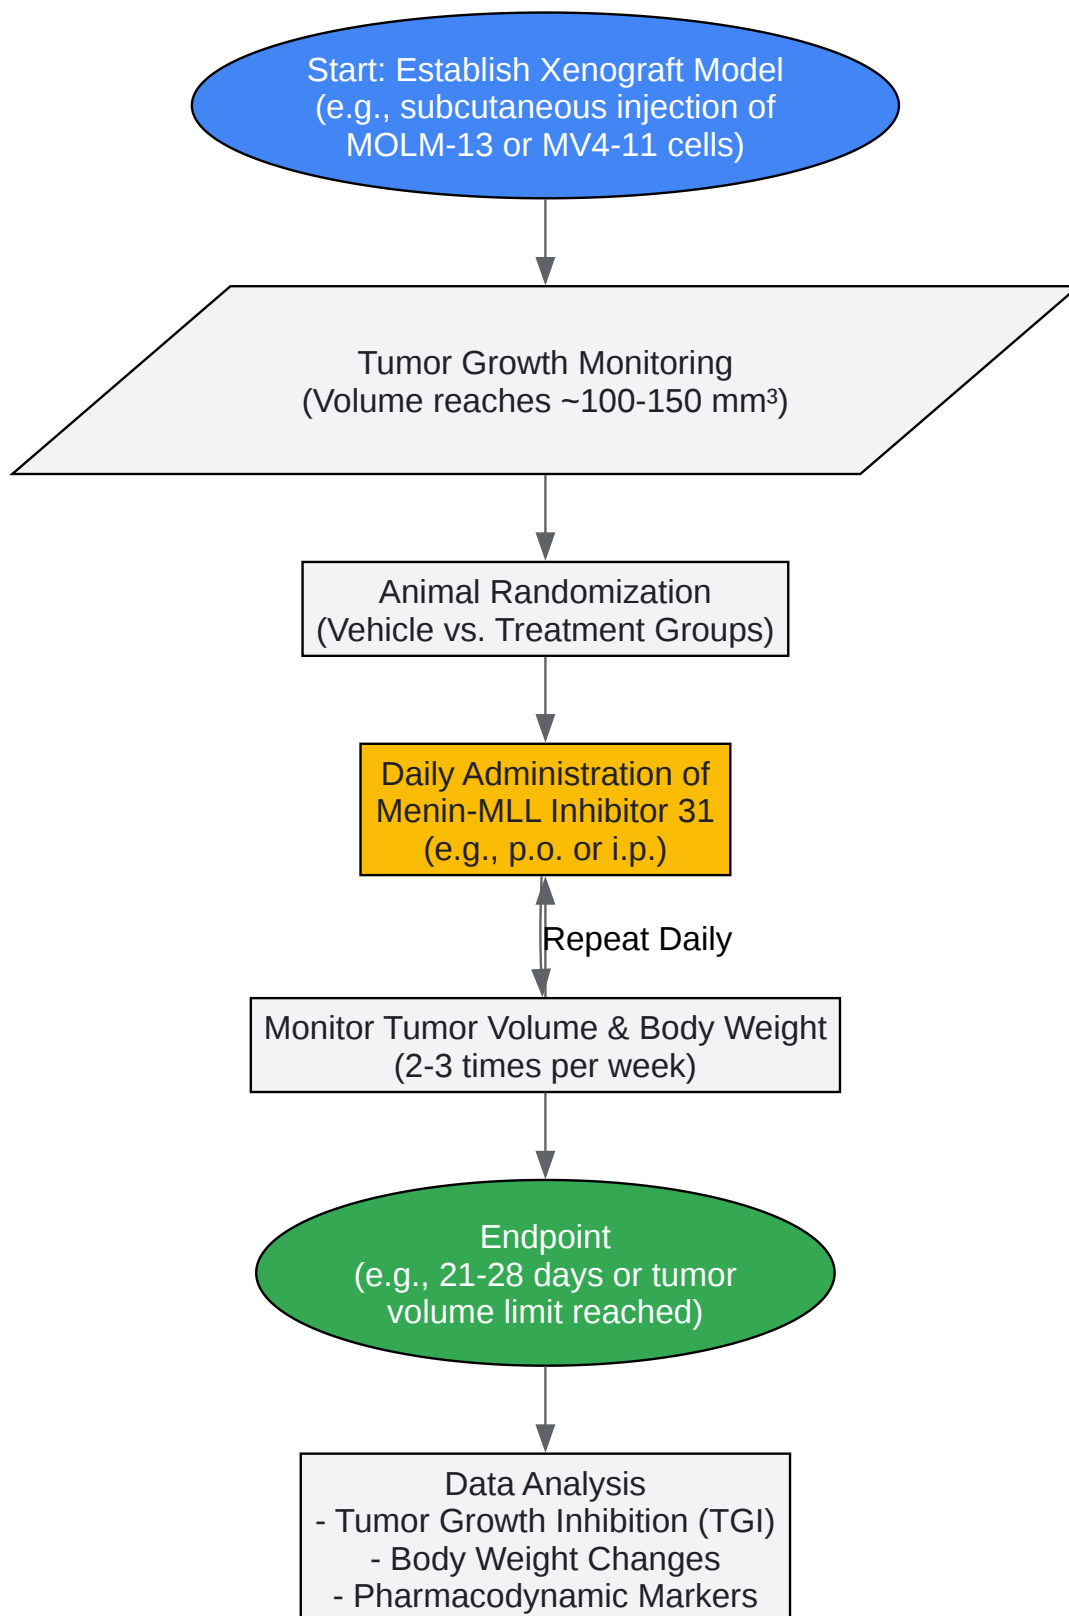 Start: Establish Xenograft Model
(e.g., subcutaneous injection of
MOLM-13 or MV4-11 cells)
Tumor Growth Monitoring
(Volume reaches ~100-150 mm³)
Animal Randomization
(Vehicle vs. Treatment Groups)
Daily Administration of
Menin-MLL Inhibitor 31
(e.g., p.o. or i.p.)
Repeat Daily
Monitor Tumor Volume & Body Weight
(2-3 times per week)
Endpoint
(e.g., 21-28 days or tumor
volume limit reached)
Data Analysis
- Tumor Growth Inhibition (TGI)
- Body Weight Changes
- Pharmacodynamic Markers